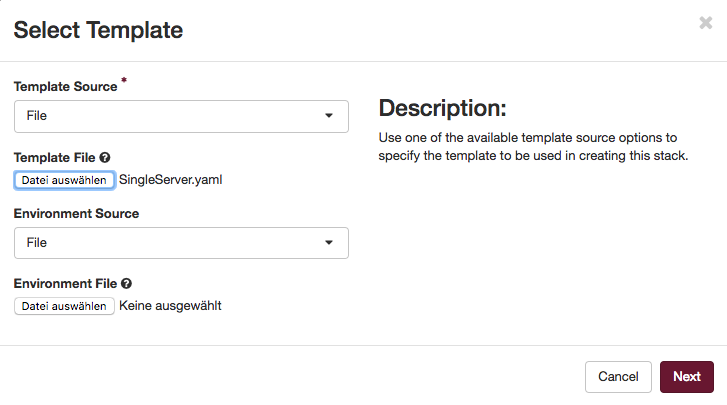 Select Template
×
Template Source *
File
Template File ?
Datei auswählen SingleServer.yaml
Environment Source
File
Environment File ?
Datei auswählen Keine ausgewählt
Description:
Use one of the available template source options to
specify the template to be used in creating this stack.
Cancel
Next